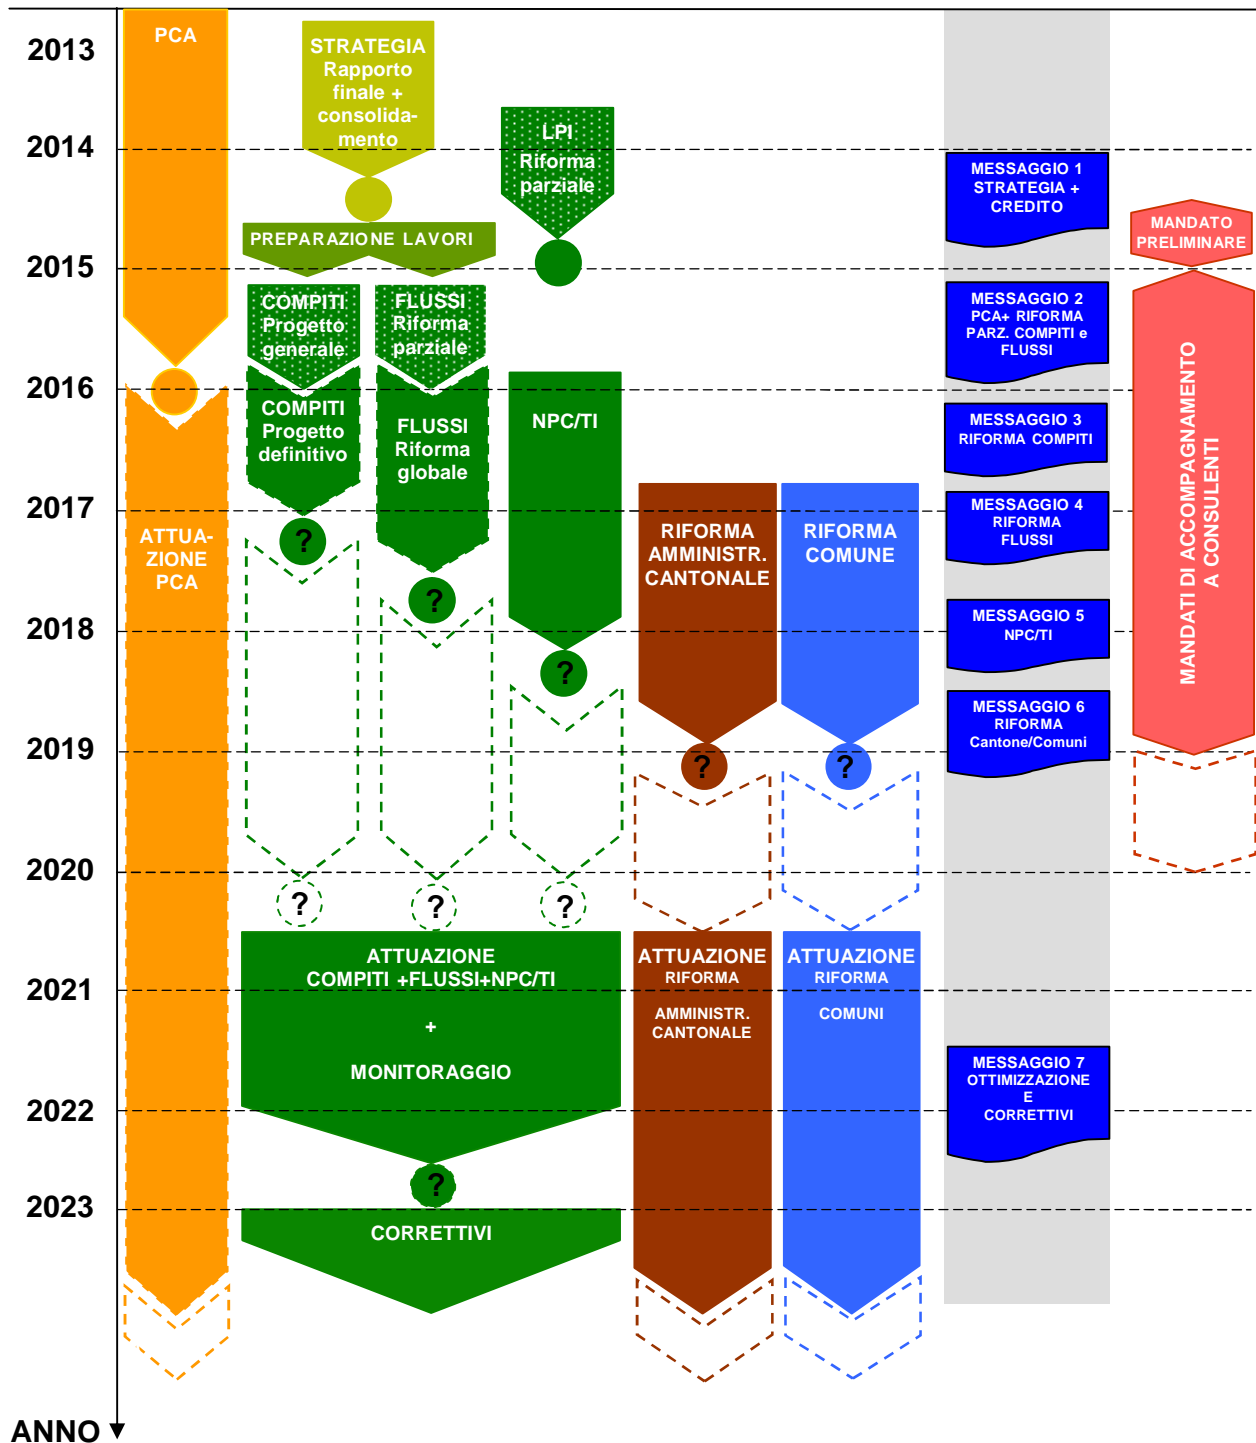 2013
2014
2015
2016
2017
2018
2019
2020
2021
2022
2023
ANNO
PCA
ATTUA-
ZIONE
PCA
STRATEGIA
Rapporto
finale +
consolida-
mento
PREPARAZIONE LAVORI
LPI
Riforma
parziale
COMPITI
Progetto
generale
FLUSSI
Riforma
parziale
COMPITI
Progetto
definitivo
FLUSSI
Riforma
globale
NPC/TI
?
?
?
RIFORMA
AMMINISTR.
CANTONALE
?
RIFORMA
COMUNE
?
?
?
?
ATTUAZIONE
COMPITI +FLUSSI+NPC/TI
+
MONITORAGGIO
?
CORRETTIVI
ATTUAZIONE
RIFORMA
AMMINISTR.
CANTONALE
ATTUAZIONE
RIFORMA
COMUNI
MESSAGGIO 1
STRATEGIA +
CREDITO
MESSAGGIO 2
PCA+ RIFORMA
PARZ. COMPITI e
FLUSSI
MESSAGGIO 3
RIFORMA COMPITI
MESSAGGIO 4
RIFORMA
FLUSSI
MESSAGGIO 5
NPC/TI
MESSAGGIO 6
RIFORMA
Cantone/Comuni
MESSAGGIO 7
OTTIMIZZAZIONE
E
CORRETTIVI
MANDATO
PRELIMINARE
MANDATI DI ACCOMPAGNAMENTO
A CONSULENTI